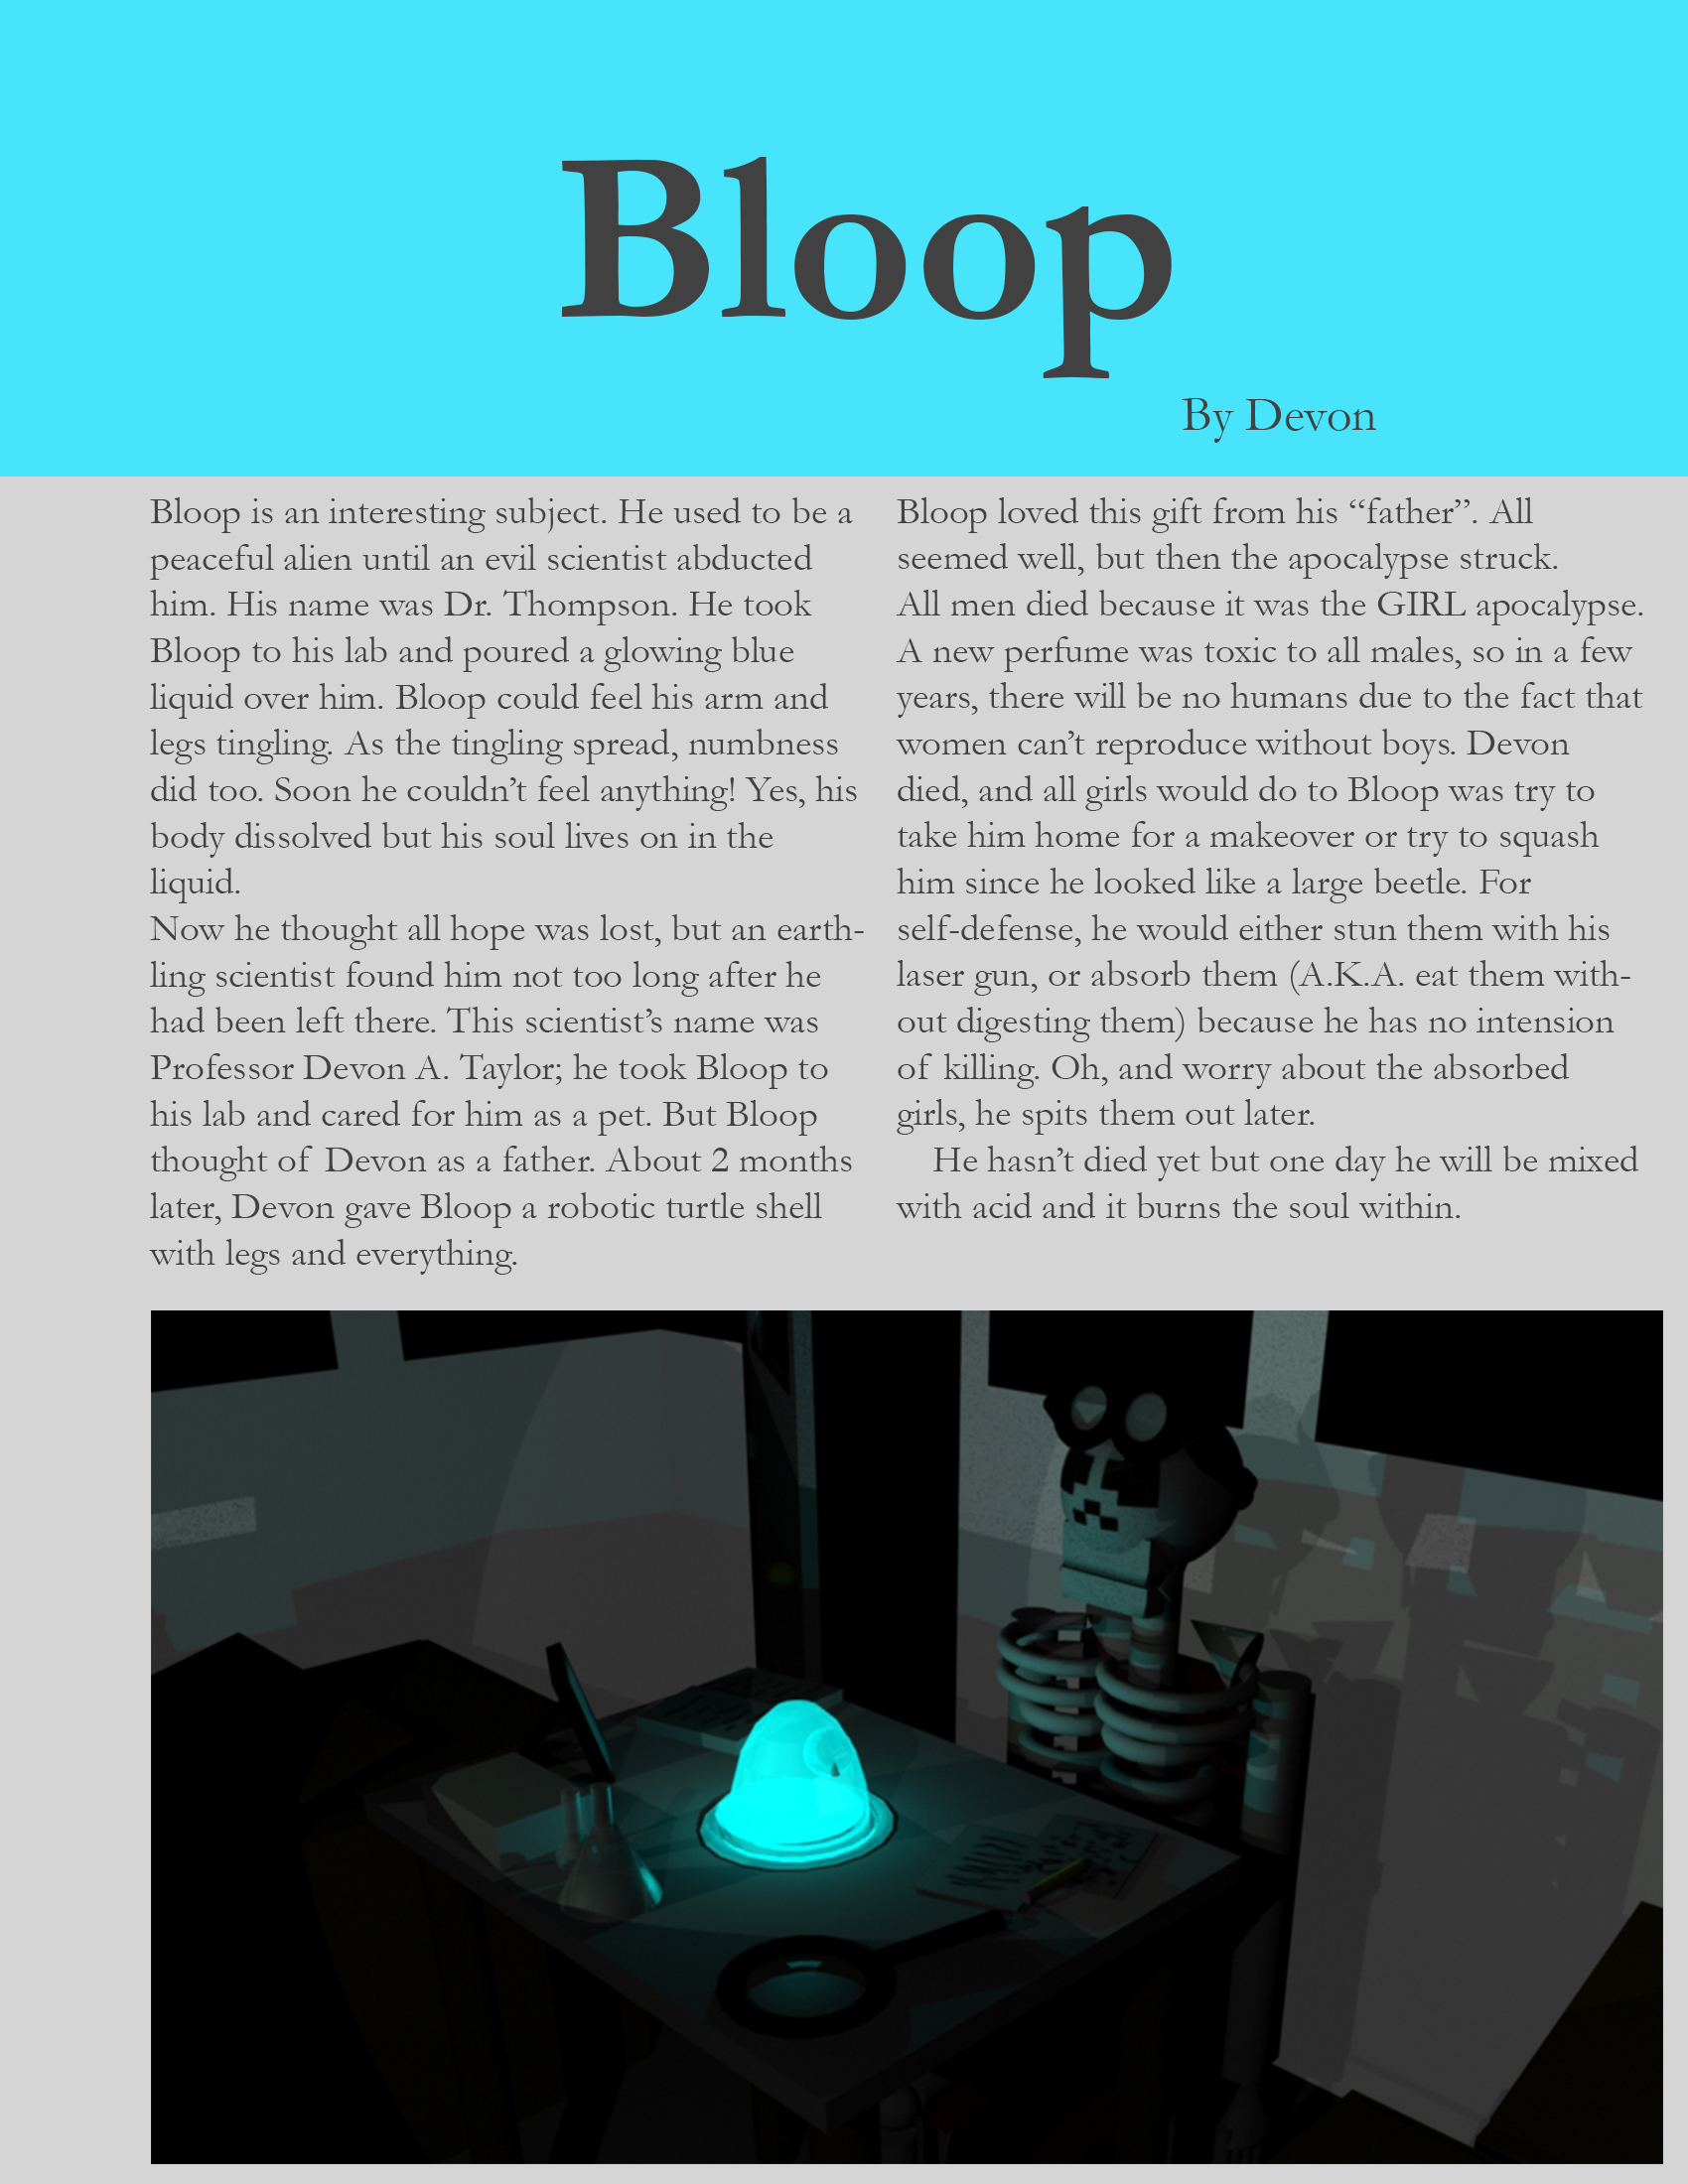 Bloop
By Devon
Bloop is an interesting subject. He used to be a
peaceful alien until an evil scientist abducted
him. His name was Dr. Thompson. He took
Bloop to his lab and poured a glowing blue
liquid over him. Bloop could feel his arm and
legs tingling. As the tingling spread, numbness
did too. Soon he couldn’t feel anything! Yes, his
body dissolved but his soul lives on in the
liquid.
Now he thought all hope was lost, but an earth-
ling scientist found him not too long after he
had been left there. This scientist’s name was
Professor Devon A. Taylor; he took Bloop to
his lab and cared for him as a pet. But Bloop
thought of Devon as a father. About 2 months
later, Devon gave Bloop a robotic turtle shell
with legs and everything.
Bloop loved this gift from his “father”. All
seemed well, but then the apocalypse struck.
All men died because it was the GIRL apocalypse.
A new perfume was toxic to all males, so in a few
years, there will be no humans due to the fact that
women can’t reproduce without boys. Devon
died, and all girls would do to Bloop was try to
take him home for a makeover or try to squash
him since he looked like a large beetle. For
self-defense, he would either stun them with his
laser gun, or absorb them (A.K.A. eat them with-
out digesting them) because he has no intension
of killing. Oh, and worry about the absorbed
girls, he spits them out later.
He hasn’t died yet but one day he will be mixed
with acid and it burns the soul within.